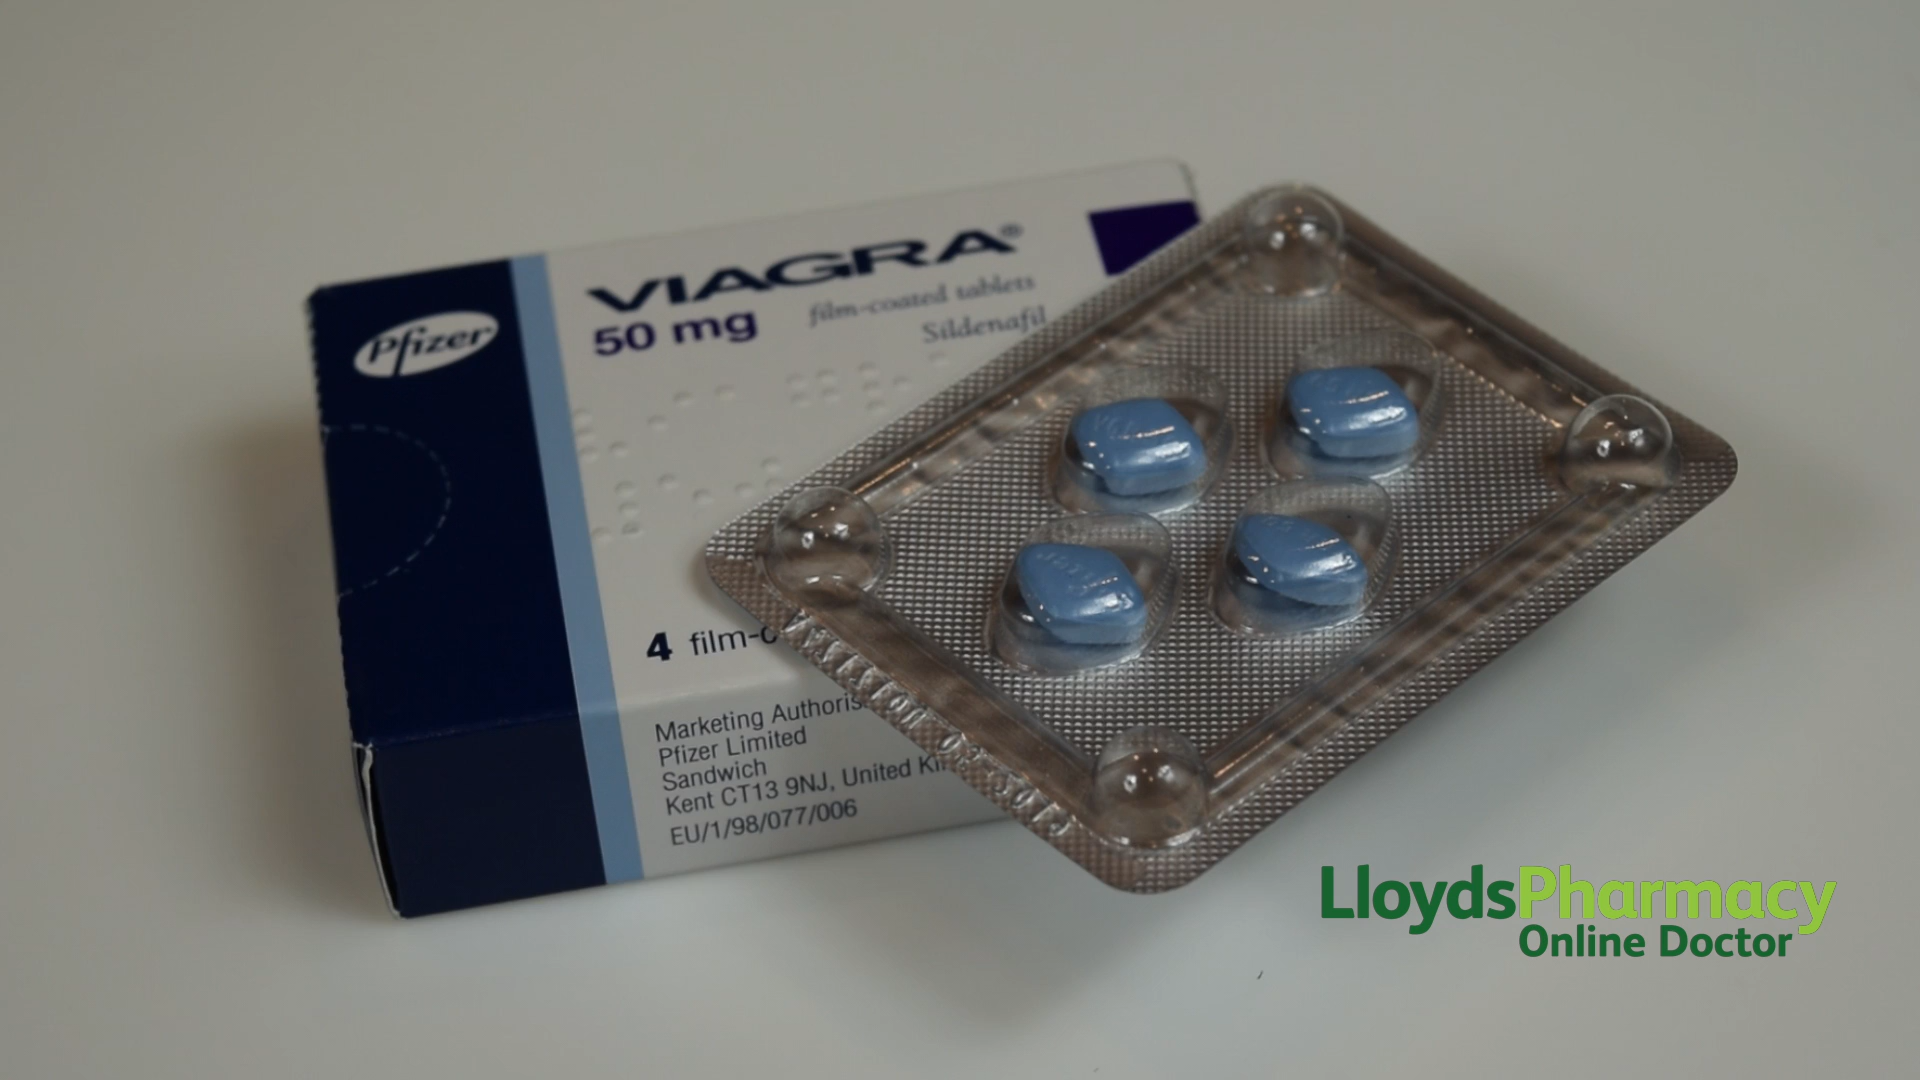 Pfizer
VIAGRA®
50 mg
film-coated tablets
Sildenafil
4 film-c
Marketing Authoris
Pfizer Limited
Sandwich
Kent CT13 9NJ, United Ki
EU/1/98/077/006
LloydsPharmacy
Online Doctor